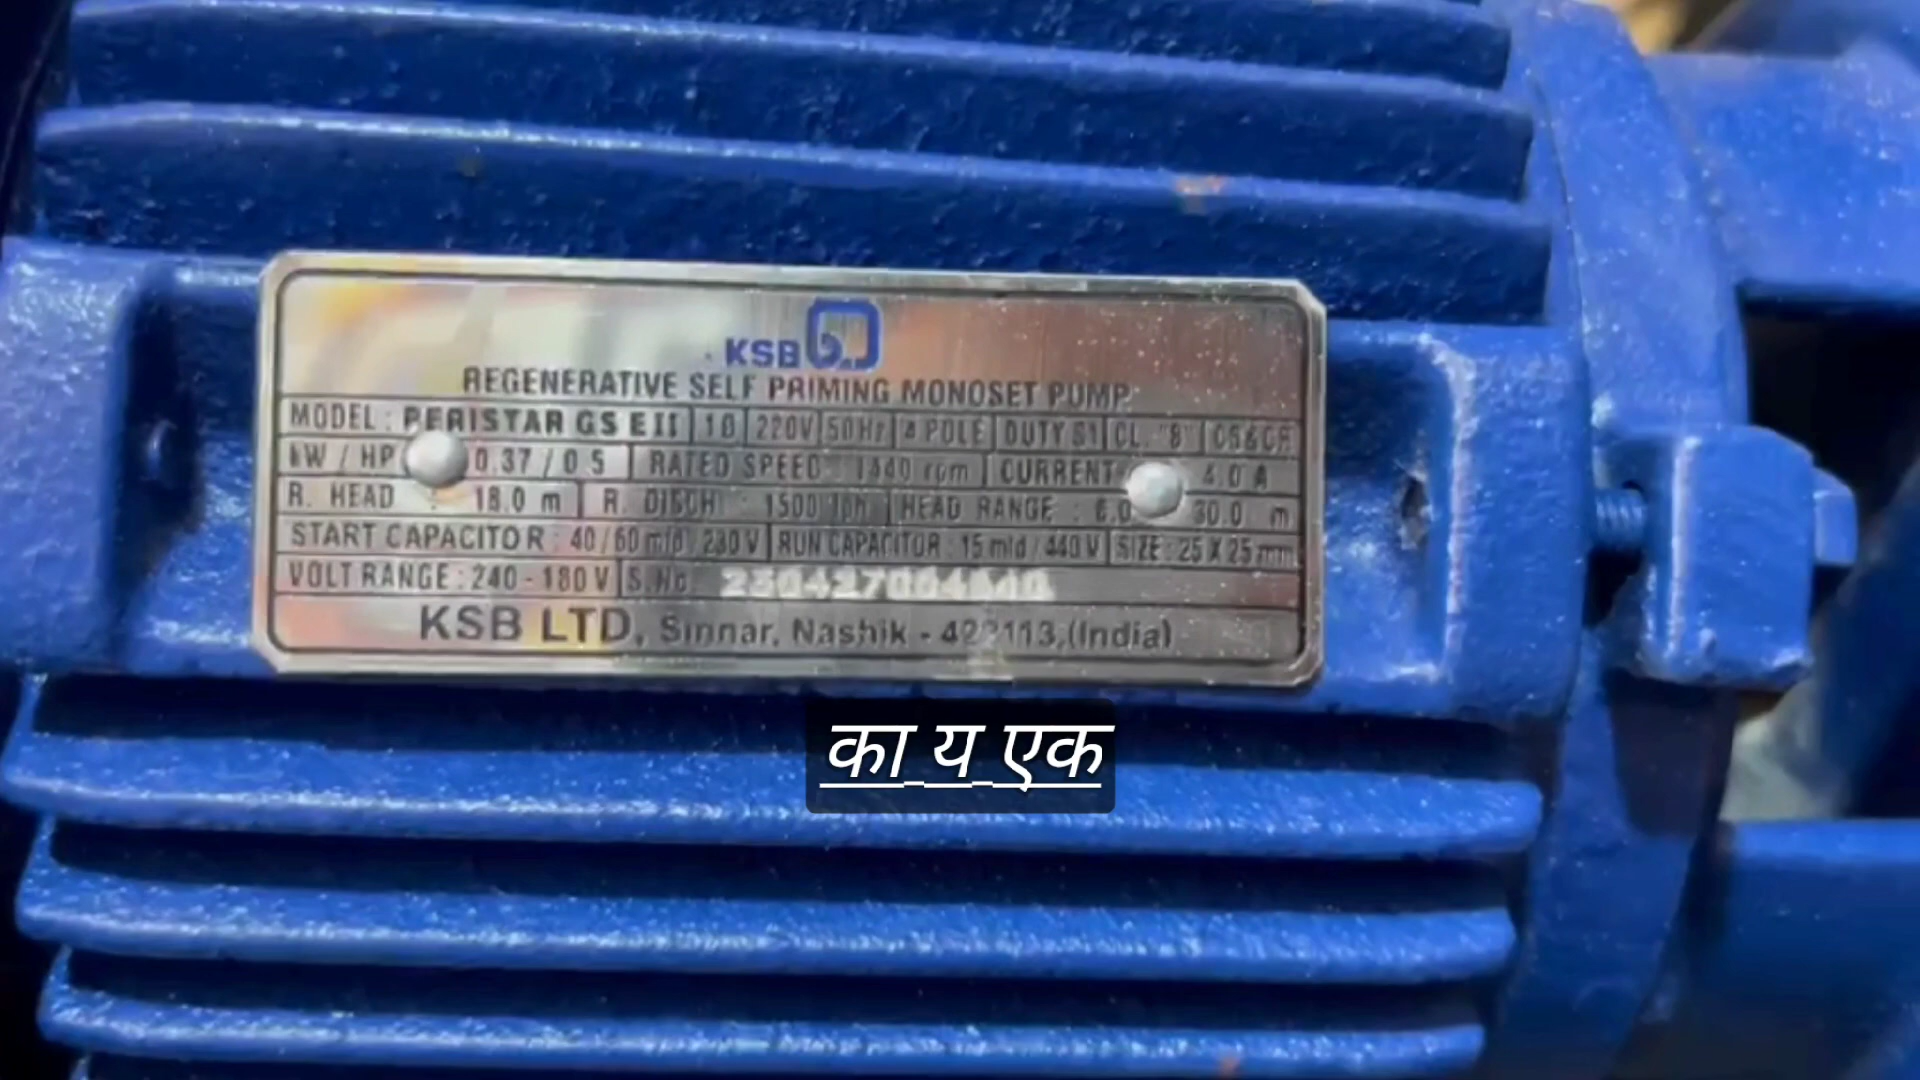 KSB
REGENERATIVE SELF PRIMING MONOSET PUMP
MODEL : PERISTAR GS E II 1Ø 220V 50Hz 4 POLE DUTY S1 CL. "B" CS&CR
kW / HP 0.37 / 0.5 RATED SPEED : 1440 rpm CURRENT 4.0 A
R. HEAD : 18.0 m R. DISCH : 1500 lph HEAD RANGE : 6.0 30.0 m
START CAPACITOR : 40/60 mfd 230V RUN CAPACITOR : 15 mfd / 440 V SIZE : 25 X 25 mm
VOLT RANGE : 240 - 180 V S.No
KSB LTD, Sinnar, Nashik - 422113,(India)
का य एक